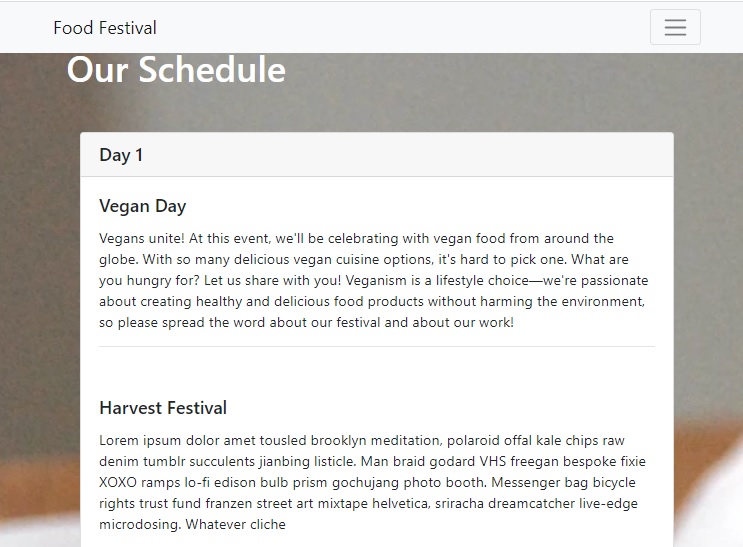 Food Festival
Our Schedule
Day 1
Vegan Day
Vegans unite! At this event, we'll be celebrating with vegan food from around the
globe. With so many delicious vegan cuisine options, it's hard to pick one. What are
you hungry for? Let us share with you! Veganism is a lifestyle choice—we're passionate
about creating healthy and delicious food products without harming the environment,
so please spread the word about our festival and about our work!
Harvest Festival
Lorem ipsum dolor amet tousled brooklyn meditation, polaroid offal kale chips raw
denim tumblr succulents jianbing listicle. Man braid godard VHS freegan bespoke fixie
XOXO ramps lo-fi edison bulb prism gochujang photo booth. Messenger bag bicycle
rights trust fund franzen street art mixtape helvetica, sriracha dreamcatcher live-edge
microdosing. Whatever cliche